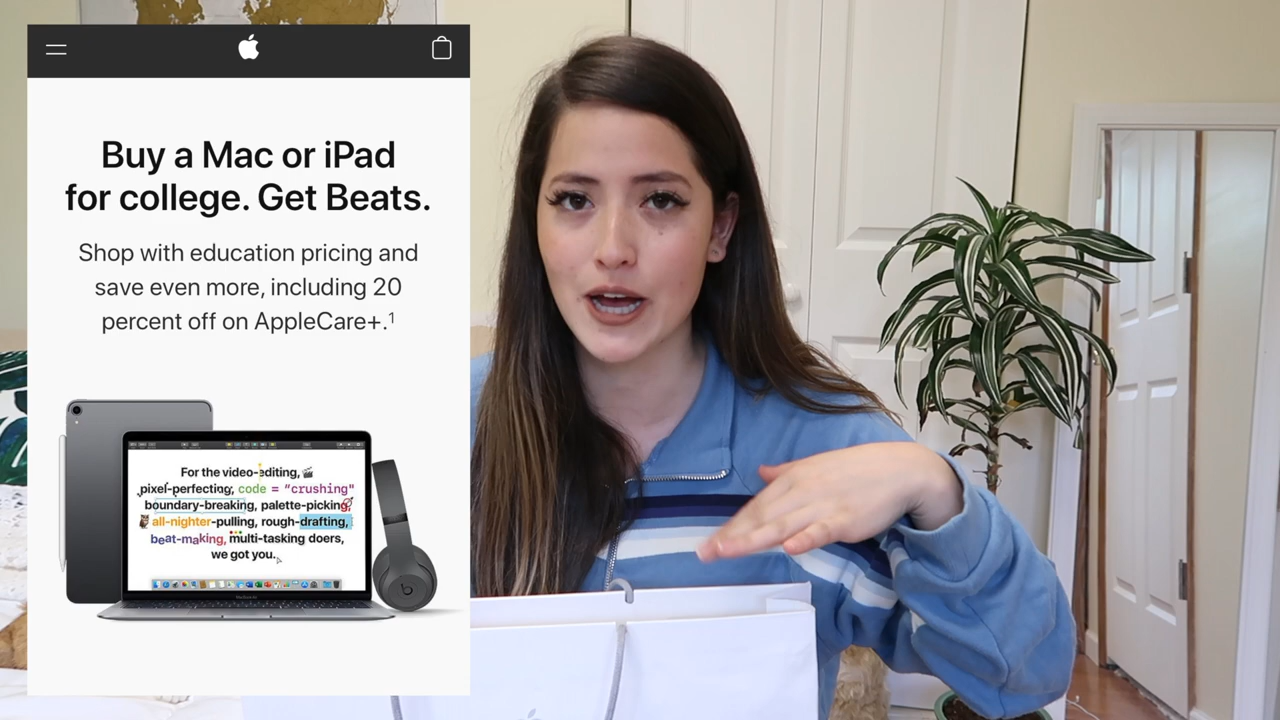 Buy a Mac or iPad
for college. Get Beats.
Shop with education pricing and
save even more, including 20
percent off on AppleCare+.¹
For the video-editing, 🎬
pixel-perfecting, code = "crushing"
boundary-breaking, palette-picking,
🦉 all-nighter-pulling, rough-drafting,
beat-making, multi-tasking doers,
we got you.
MacBook Air